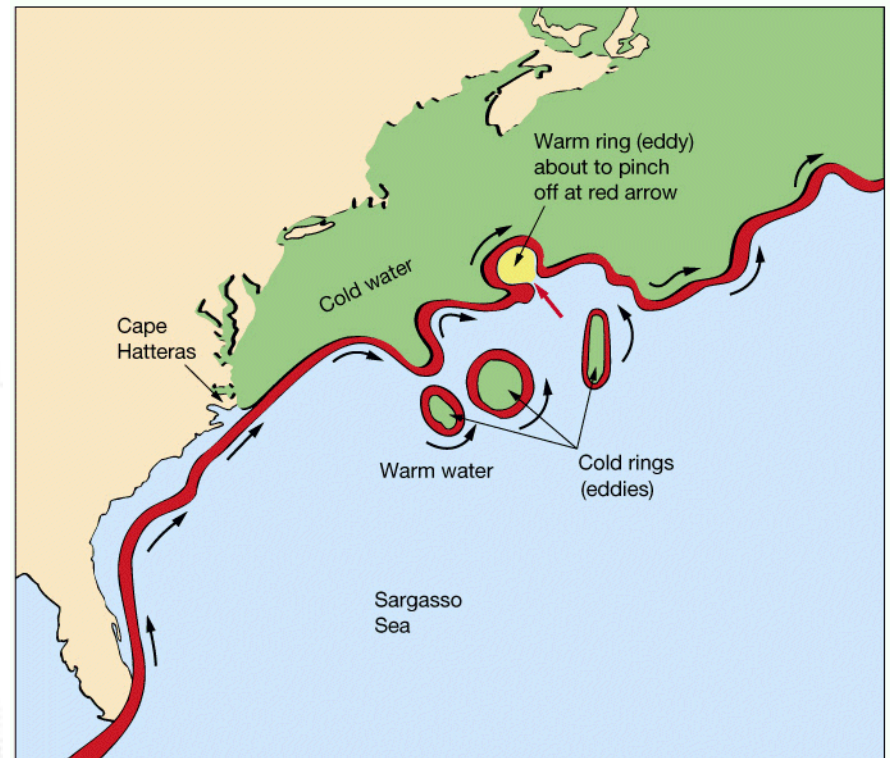 Warm ring (eddy)
about to pinch
off at red arrow
Cold water
Cape
Hatteras
Warm water
Cold rings
(eddies)
Sargasso
Sea